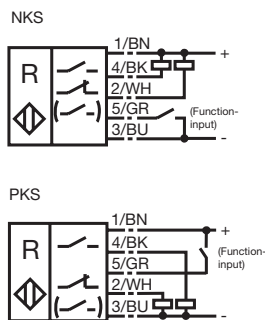 NKS
1/BN
+
4/BK
R
2/WH
5/GR
(Function-
input)
3/BU
-
PKS
1/BN
+
R
4/BK
(Function-
input)
5/GR
2/WH
3/BU
-